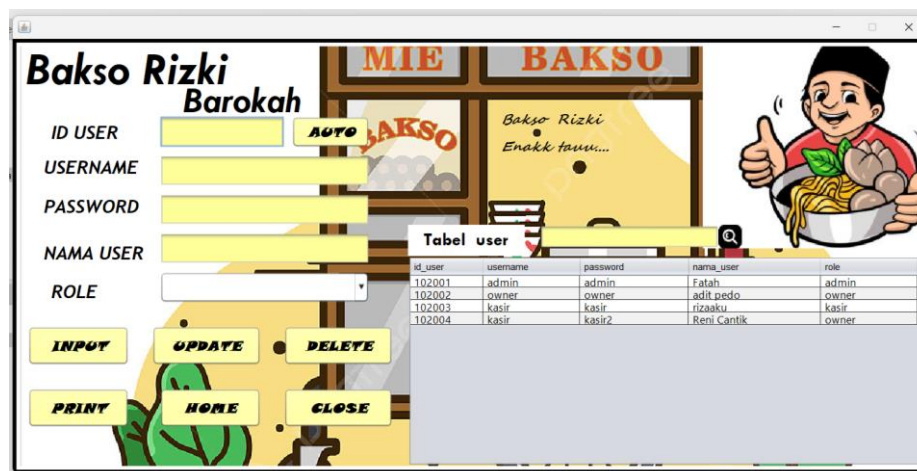 Bakso Rizki
Barokah
MIE BAKSO
BAKSO
Bakso Rizki
Enakk tauu...
ID USER
AUTO
USERNAME
PASSWORD
NAMA USER
ROLE
INPUT UPDATE DELETE
PRINT HOME CLOSE
Tabel user
id_user username password nama_user role
102001 admin admin Fatah admin
102002 owner owner adit pedo owner
102003 kasir kasir rizaaku kasir
102004 kasir kasir2 Reni Cantik owner